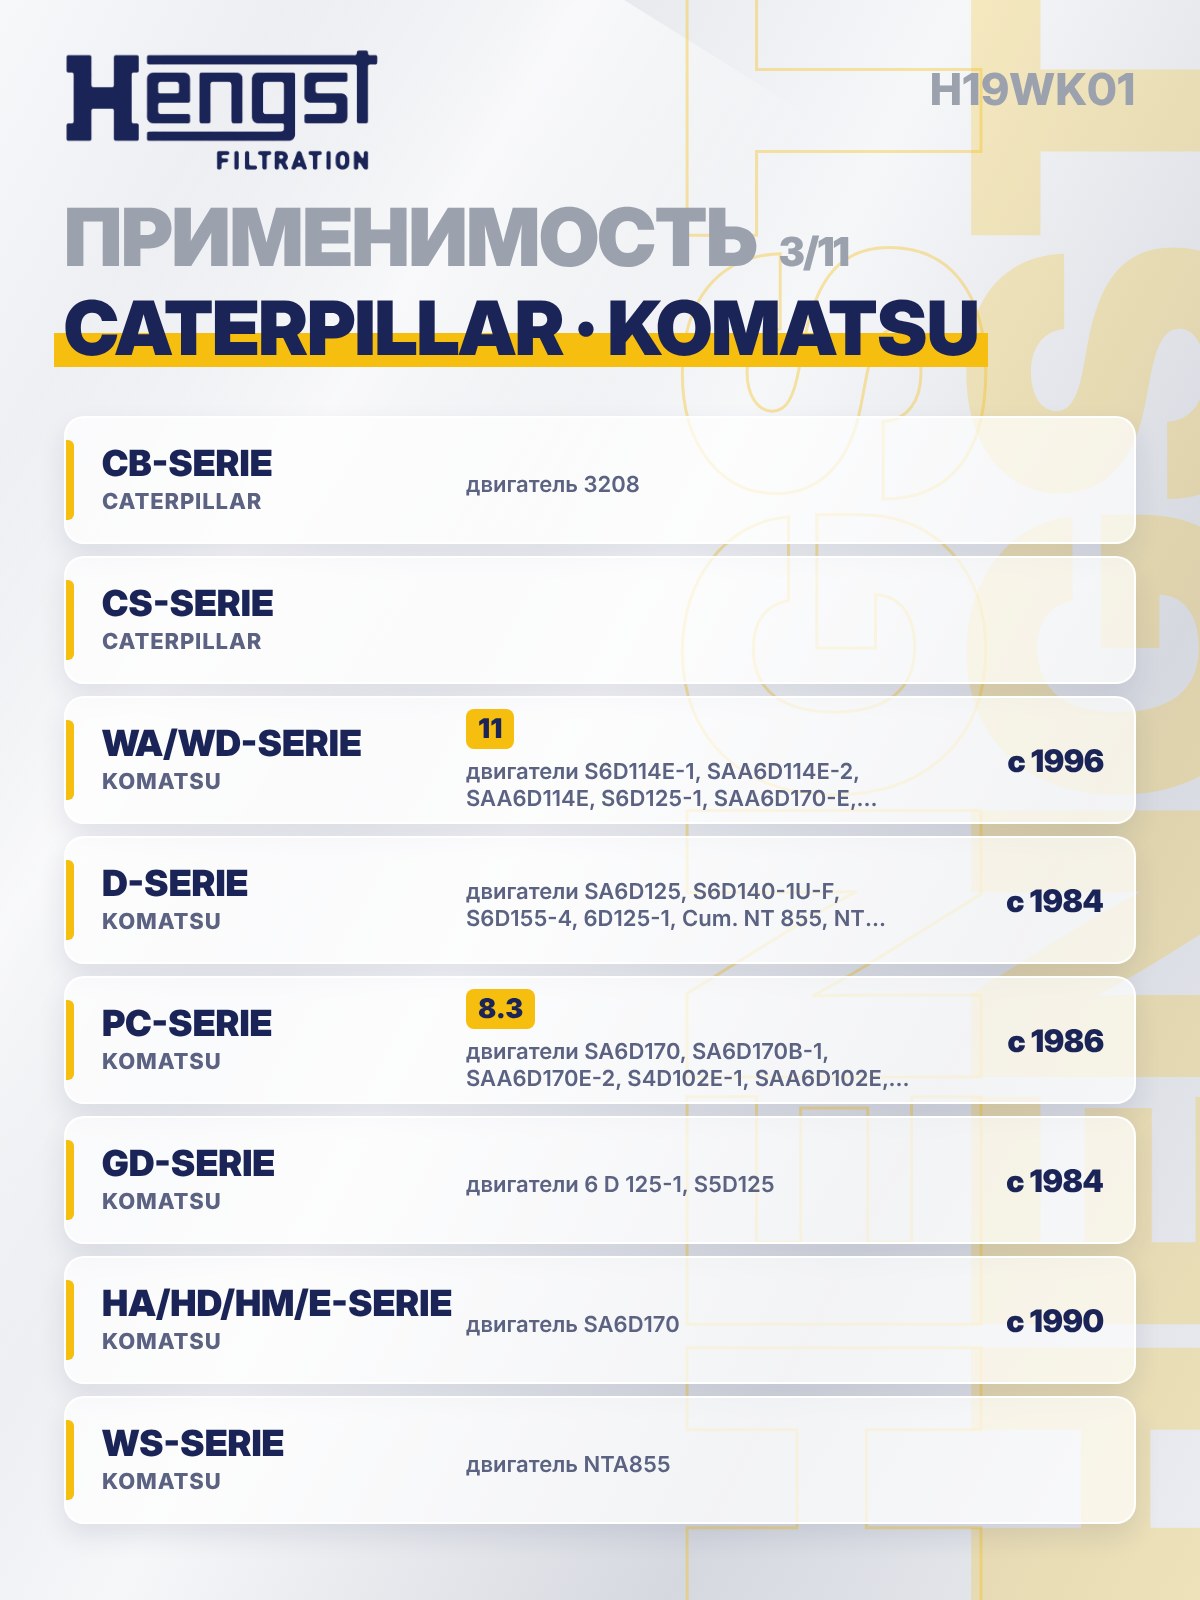 Hengst
FILTRATION
H19WK01
ПРИМЕНИМОСТЬ 3/11
CATERPILLAR · KOMATSU
CB-SERIE
CATERPILLAR
двигатель 3208
CS-SERIE
CATERPILLAR
WA/WD-SERIE
KOMATSU
11
двигатели S6D114E-1, SAA6D114E-2,
SAA6D114E, S6D125-1, SAA6D170-E,...
с 1996
D-SERIE
KOMATSU
двигатели SA6D125, S6D140-1U-F,
S6D155-4, 6D125-1, Cum. NT 855, NT...
с 1984
PC-SERIE
KOMATSU
8.3
двигатели SA6D170, SA6D170B-1,
SAA6D170E-2, S4D102E-1, SAA6D102E,...
с 1986
GD-SERIE
KOMATSU
двигатели 6 D 125-1, S5D125
с 1984
HA/HD/HM/E-SERIE
KOMATSU
двигатель SA6D170
с 1990
WS-SERIE
KOMATSU
двигатель NTA855
HENGST
HENGST